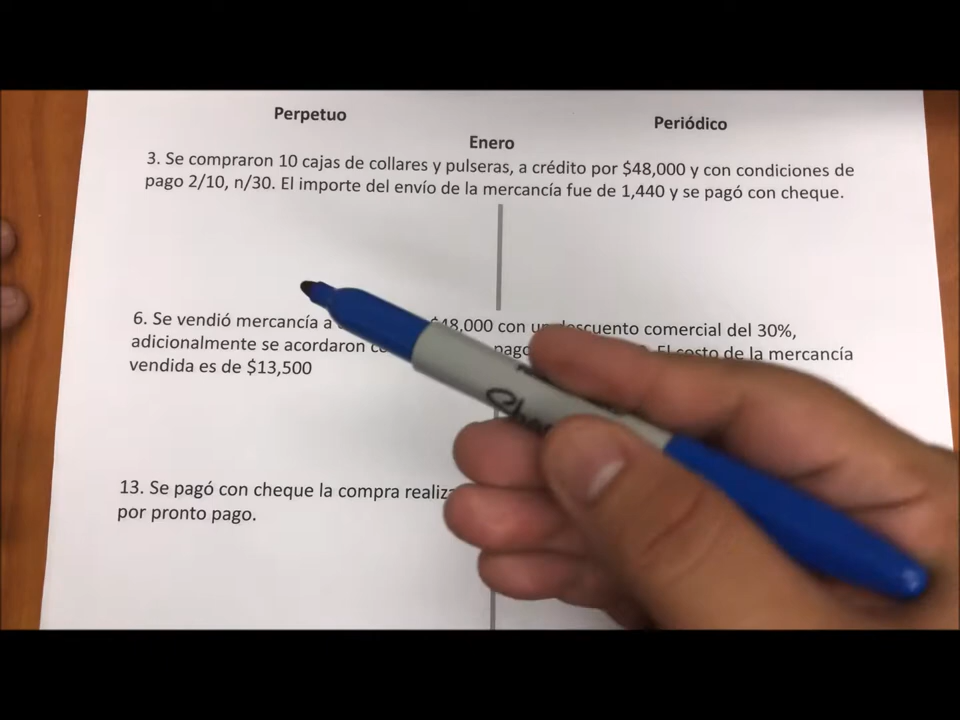 Perpetuo
Periódico
Enero
3. Se compraron 10 cajas de collares y pulseras, a crédito por $48,000 y con condiciones de
pago 2/10, n/30. El importe del envío de la mercancía fue de 1,440 y se pagó con cheque.
6. Se vendió mercancía a $48,000 con un descuento comercial del 30%,
adicionalmente se acordaron pago El costo de la mercancía
vendida es de $13,500
13. Se pagó con cheque la compra
por pronto pago.